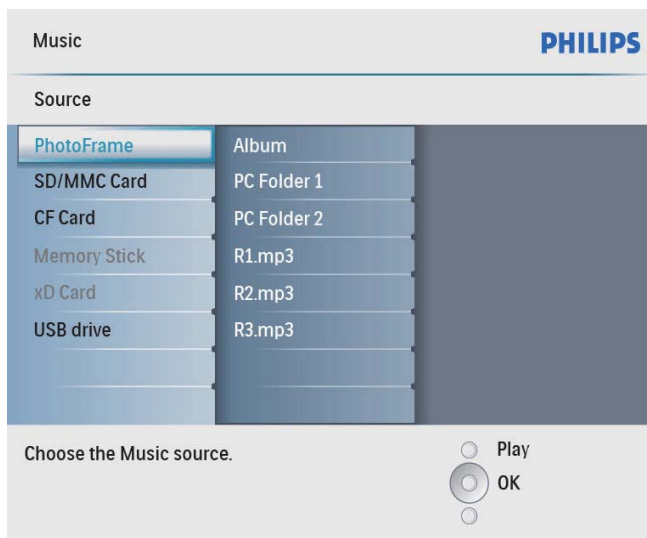 Music
PHILIPS
Source
PhotoFrame
SD/MMC Card
CF Card
Memory Stick
xD Card
USB drive
Album
PC Folder 1
PC Folder 2
R1.mp3
R2.mp3
R3.mp3
Choose the Music source.
Play
OK